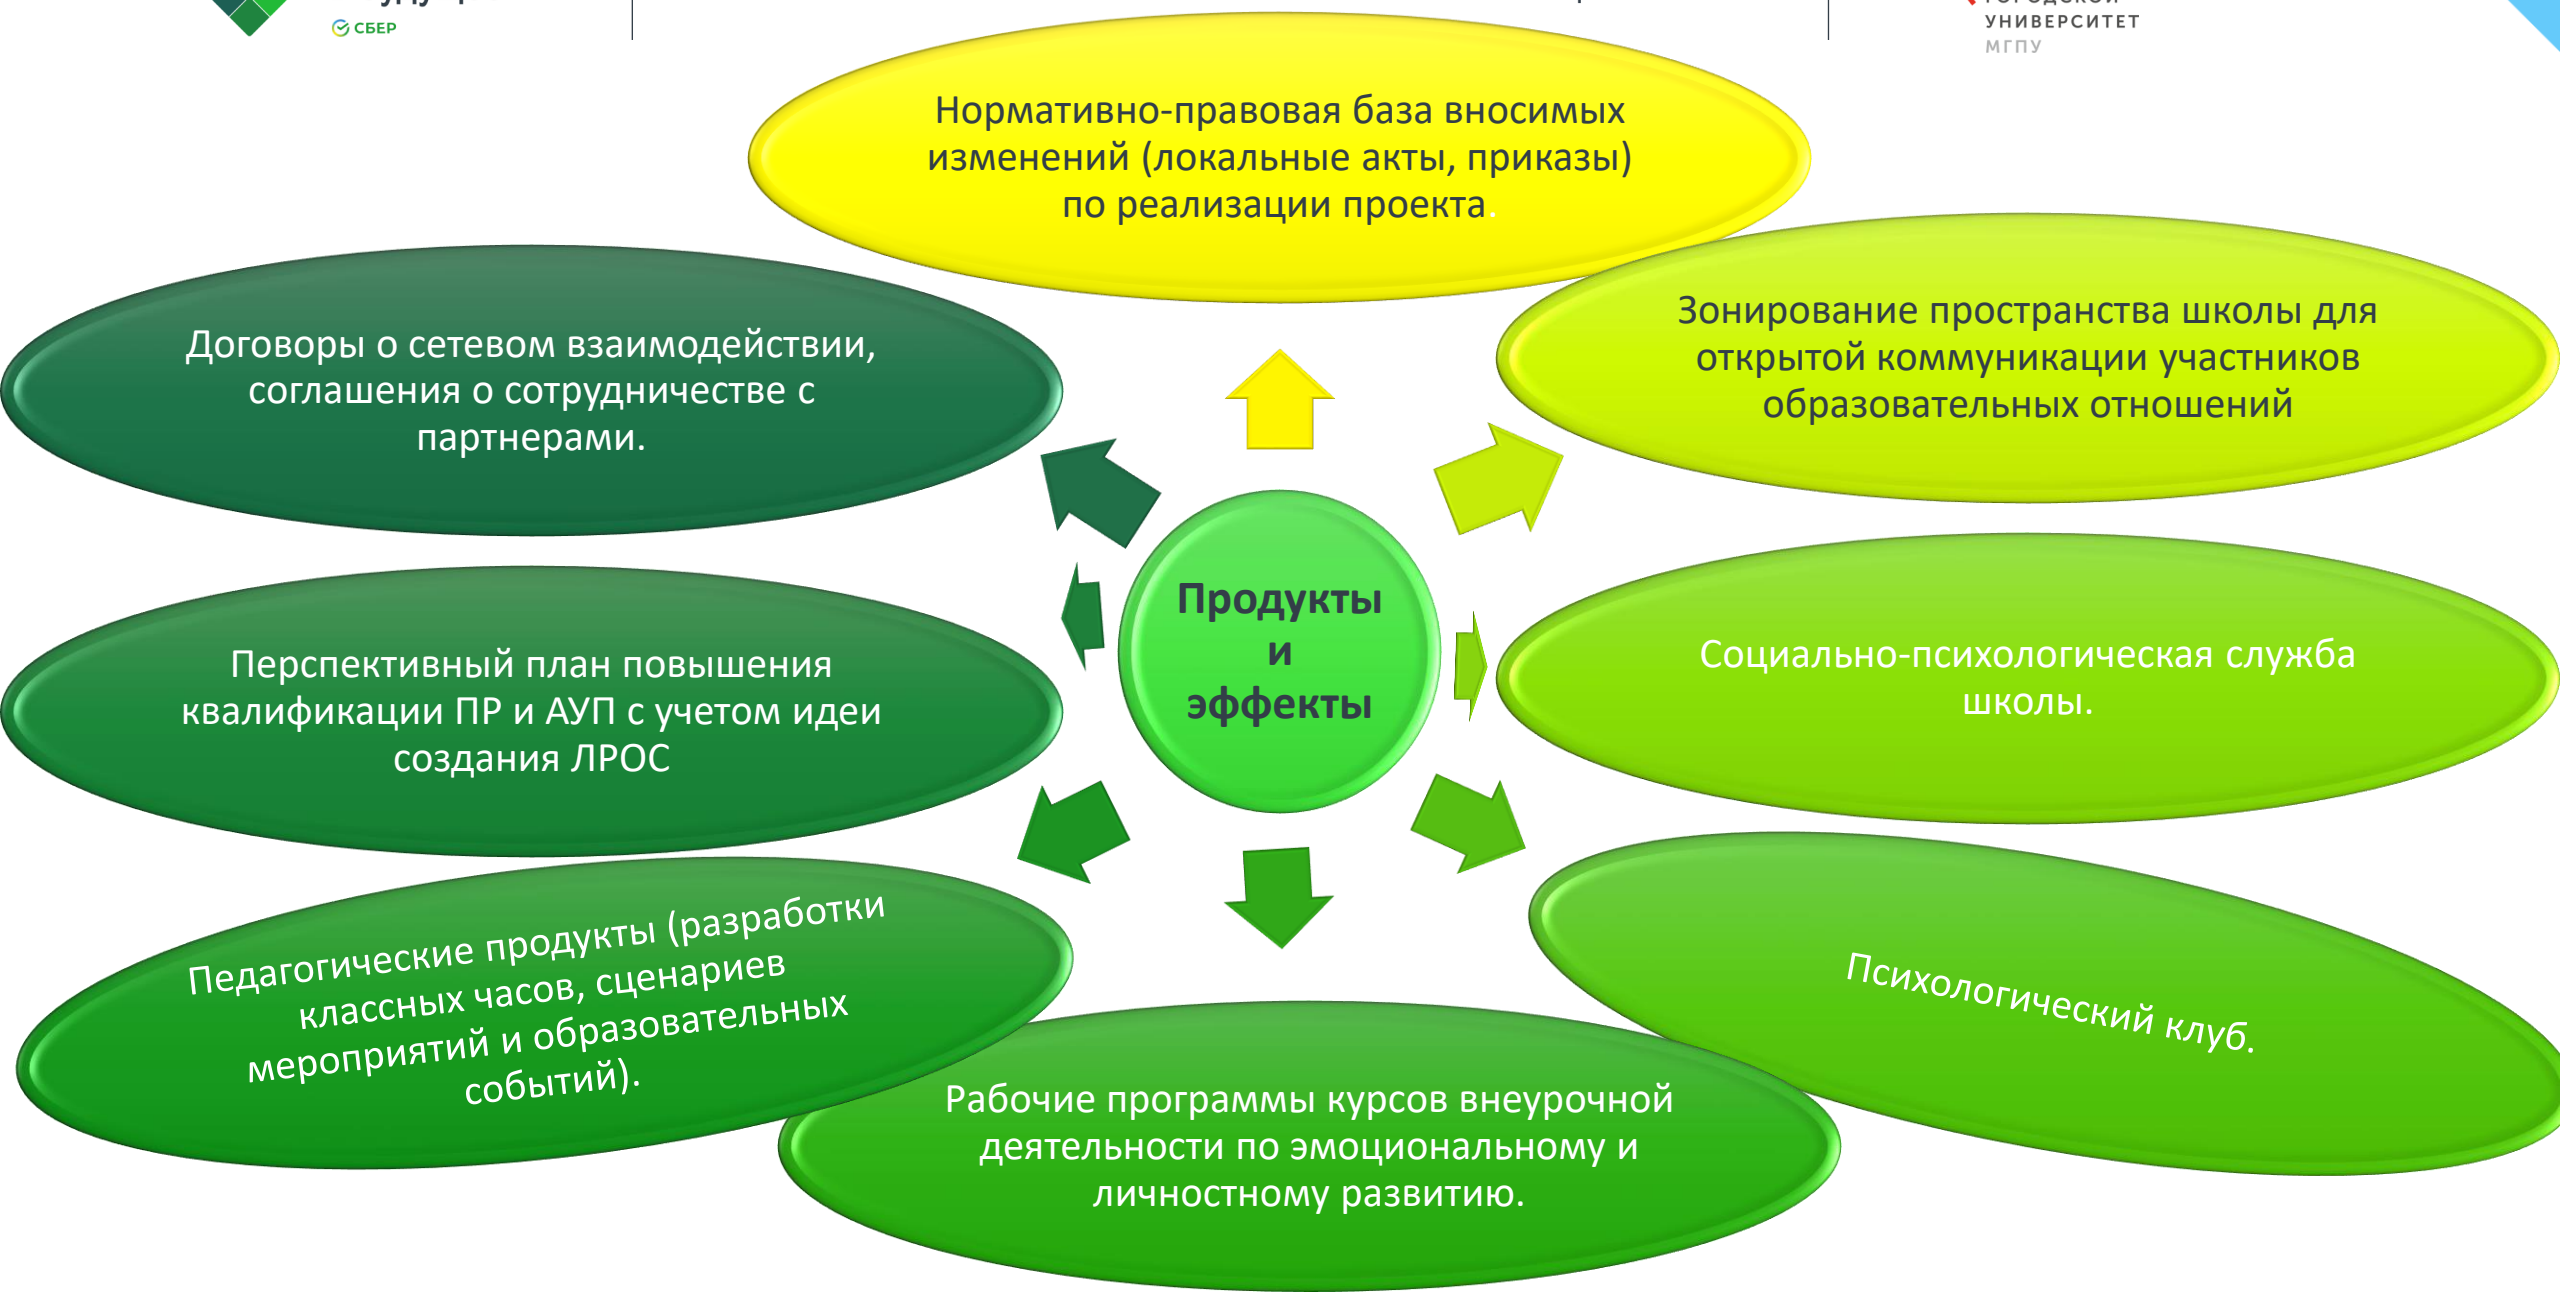 СБЕР
УНИВЕРСИТЕТ
МГПУ
Нормативно-правовая база вносимых
изменений (локальные акты, приказы)
по реализации проекта.
Зонирование пространства школы для
открытой коммуникации участников
образовательных отношений
Социально-психологическая служба
школы.
Психологический клуб.
Рабочие программы курсов внеурочной
деятельности по эмоциональному и
личностному развитию.
Педагогические продукты (разработки
классных часов, сценариев
мероприятий и образовательных
событий).
Перспективный план повышения
квалификации ПР и АУП с учетом идеи
создания ЛРОС
Договоры о сетевом взаимодействии,
соглашения о сотрудничестве с
партнерами.
Продукты
и
эффекты